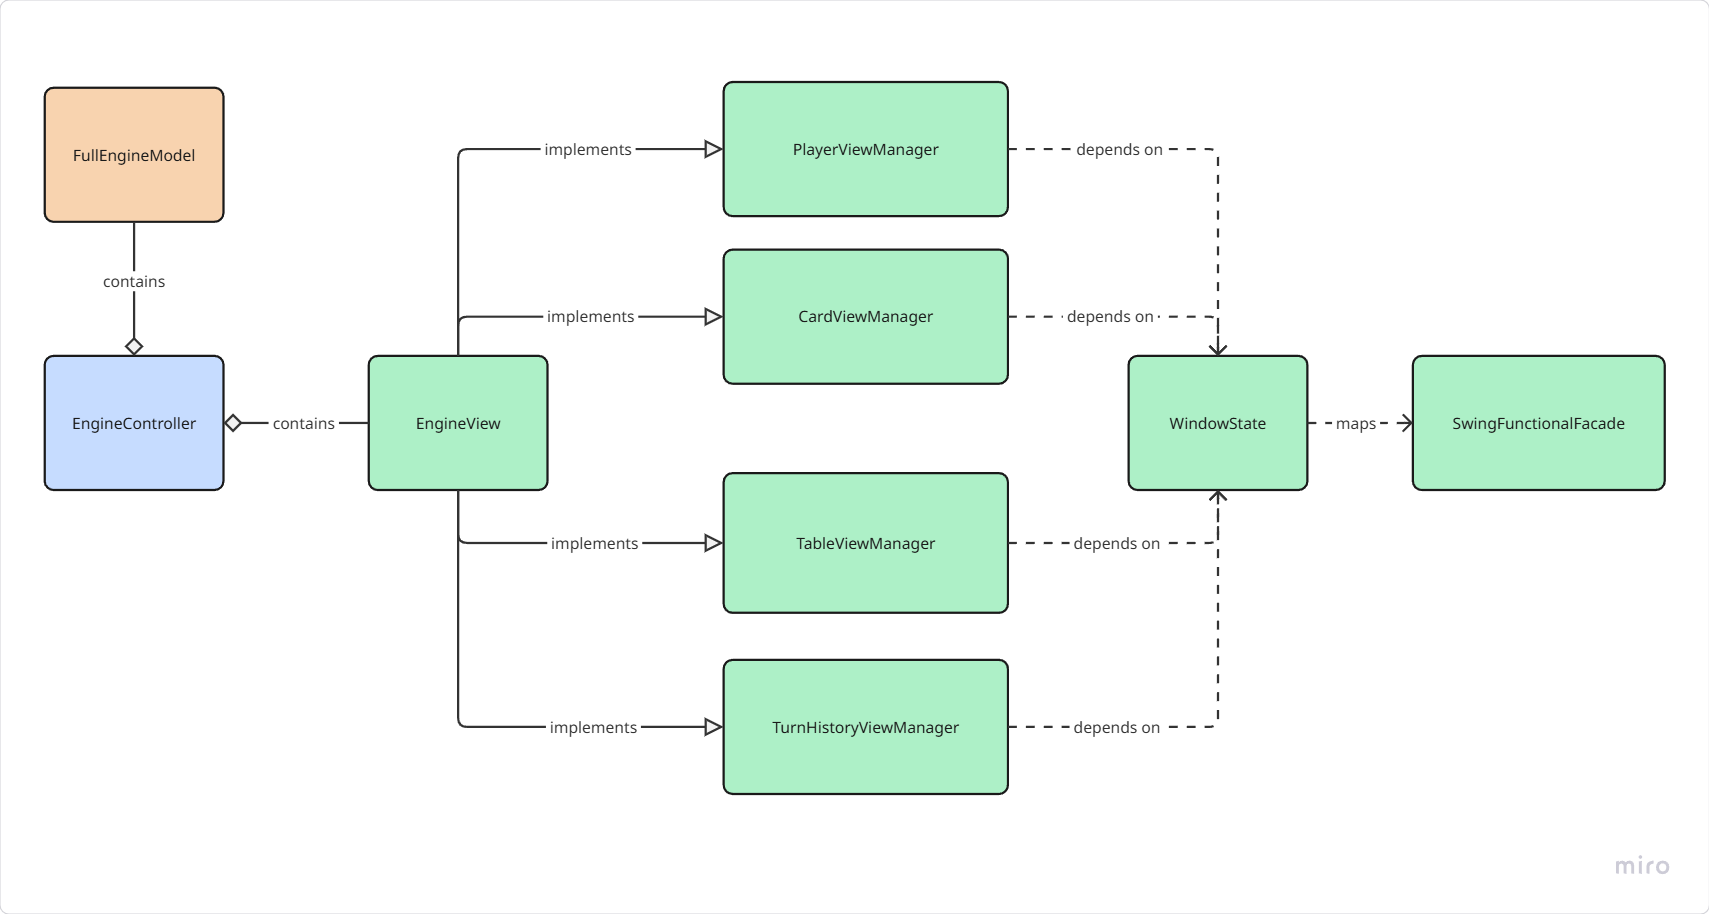 FullEngineModel
contains
EngineController
contains
EngineView
implements
PlayerViewManager
depends on
implements
CardViewManager
depends on
implements
TableViewManager
depends on
implements
TurnHistoryViewManager
depends on
WindowState
maps
SwingFunctionalFacade
miro